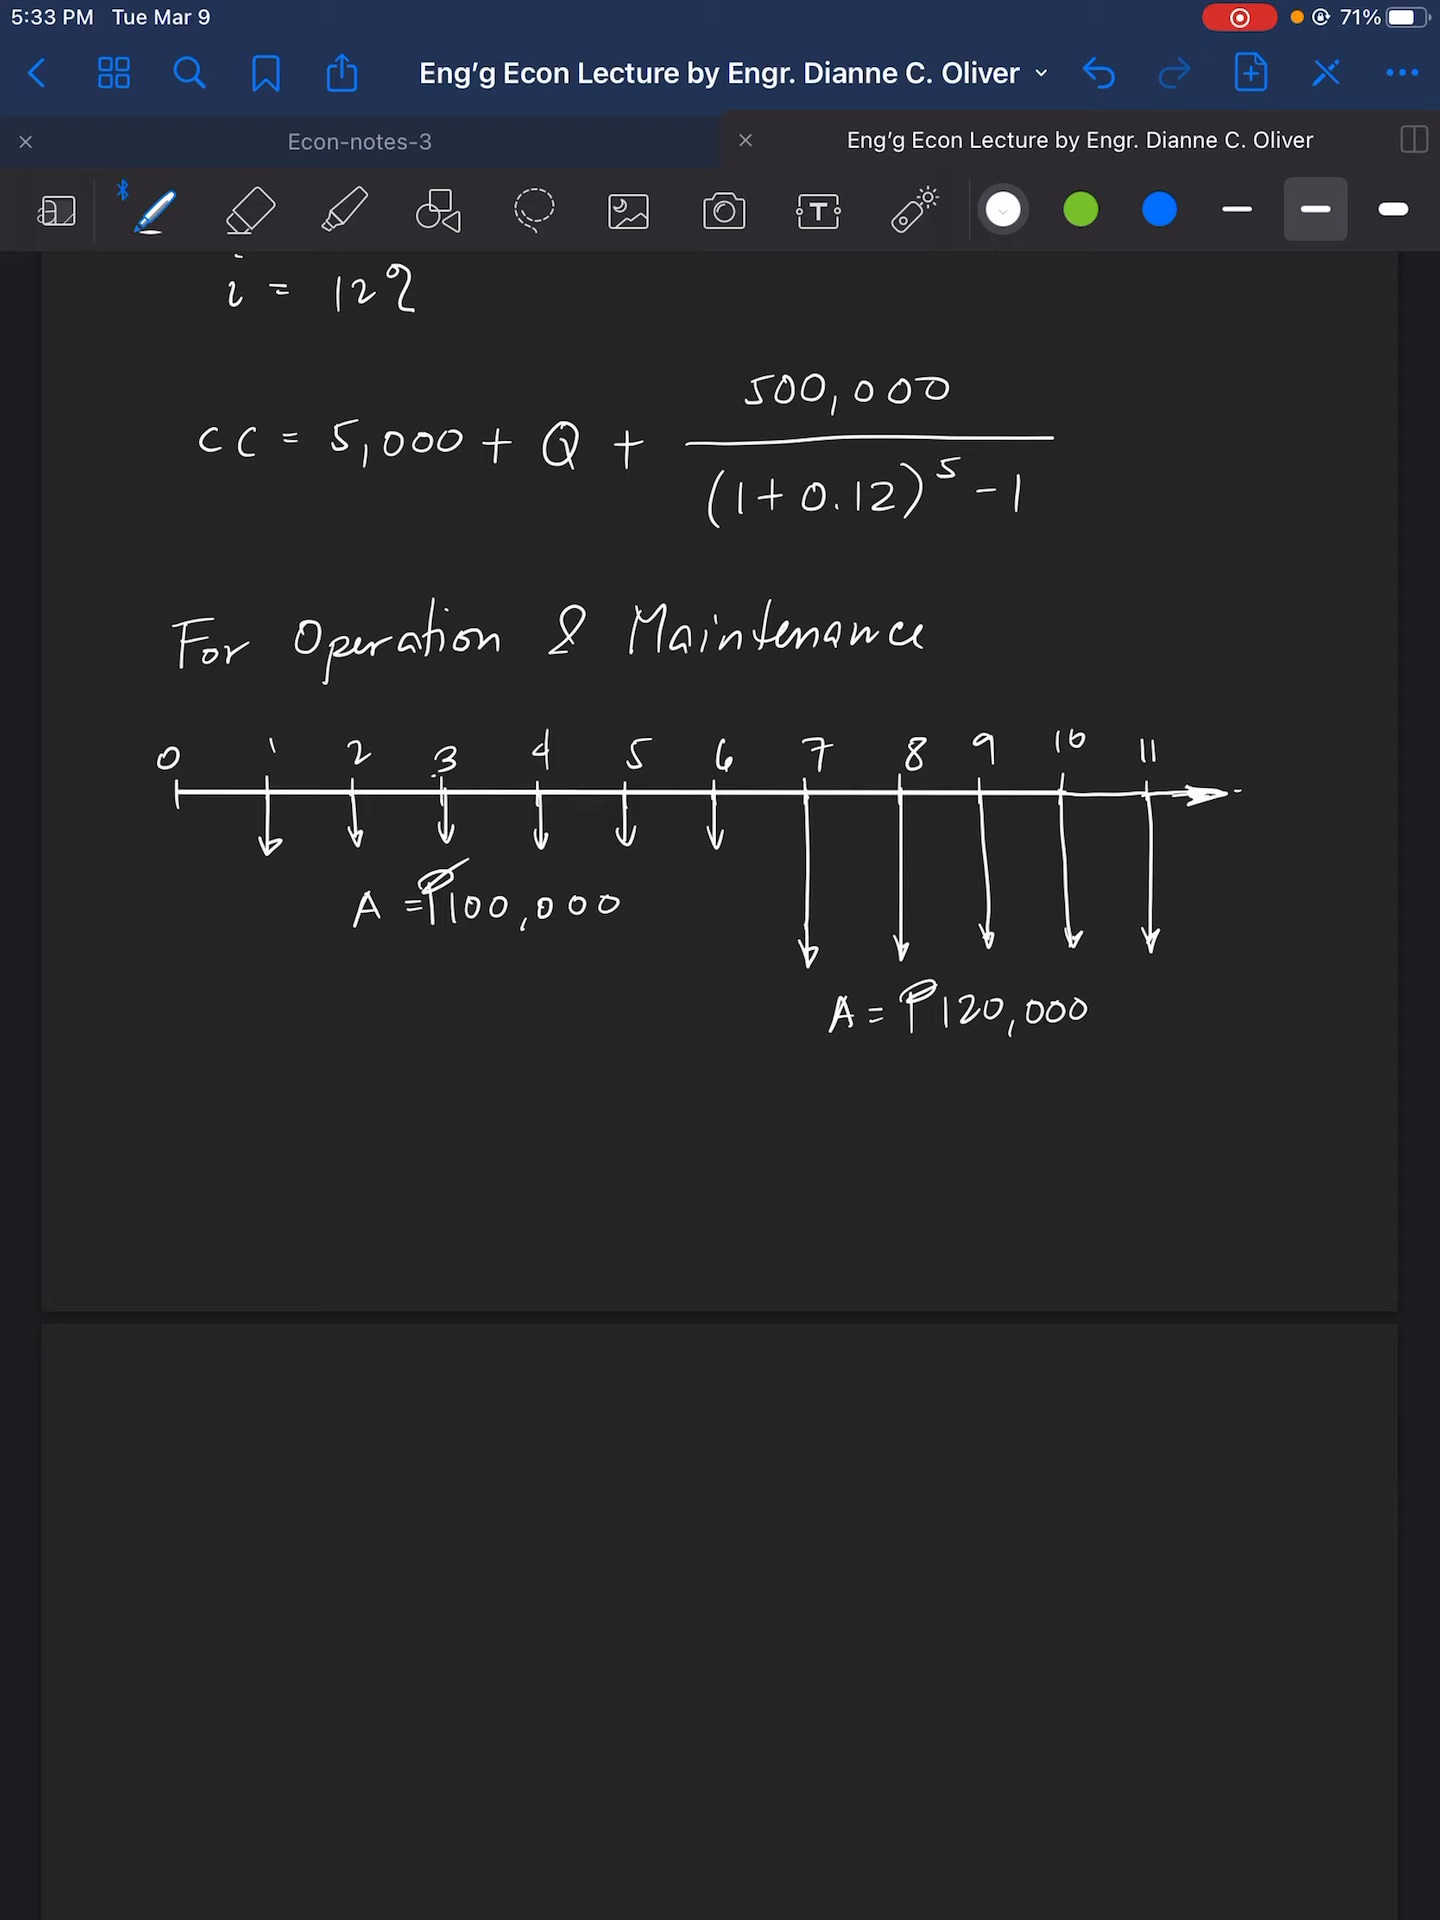 5:33 PM Tue Mar 9
71%
Eng'g Econ Lecture by Engr. Dianne C. Oliver
Econ-notes-3
Eng'g Econ Lecture by Engr. Dianne C. Oliver
i = 12%
CC = 5,000 + Q + 500,000 / (1+0.12)^5 - 1
For Operation & Maintenance
0 1 2 3 4 5 6 7 8 9 10 11
A = ₱100,000
A = ₱120,000